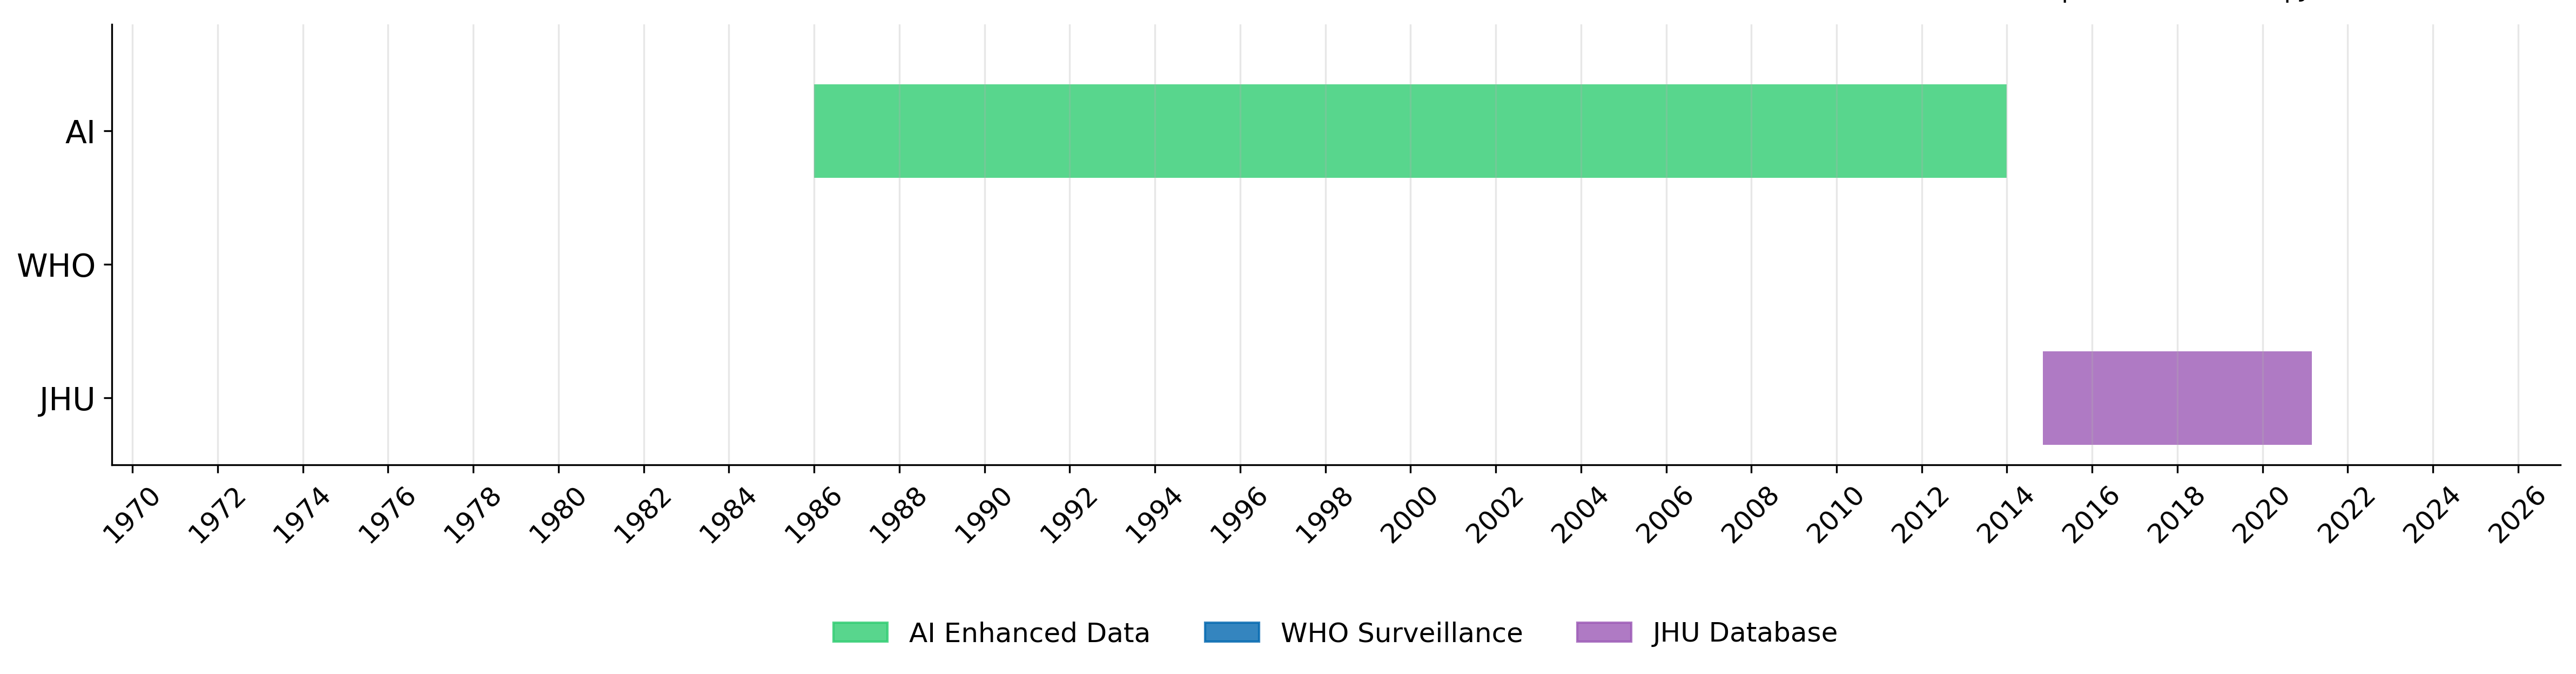 AI
WHO
JHU
1970 1972 1974 1976 1978 1980 1982 1984 1986 1988 1990 1992 1994 1996 1998 2000 2002 2004 2006 2008 2010 2012 2014 2016 2018 2020 2022 2024 2026
AI Enhanced Data WHO Surveillance JHU Database